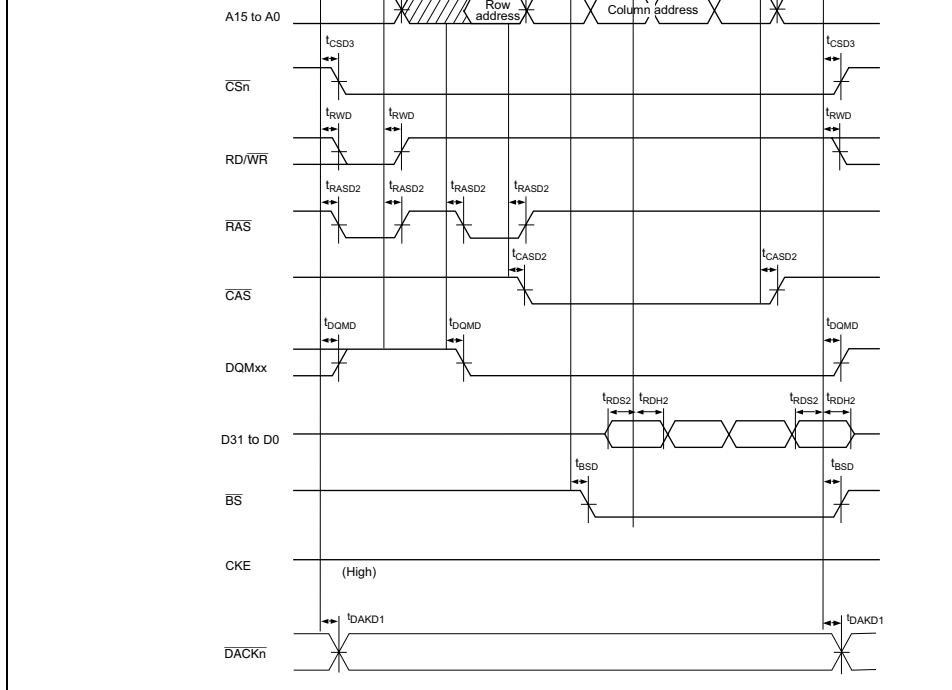 Row
address
Column address
A15 to A0
tCSD3 tCSD3
CSn
tRWD tRWD tRWD
RD/WR
tRASD2 tRASD2 tRASD2 tRASD2
RAS
tCASD2 tCASD2
CAS
tDQMD tDQMD tDQMD
DQMxx
tRDS2 tRDH2 tRDS2 tRDH2
D31 to D0
tBSD tBSD
BS
CKE
(High)
tDAKD1 tDAKD1
DACKn